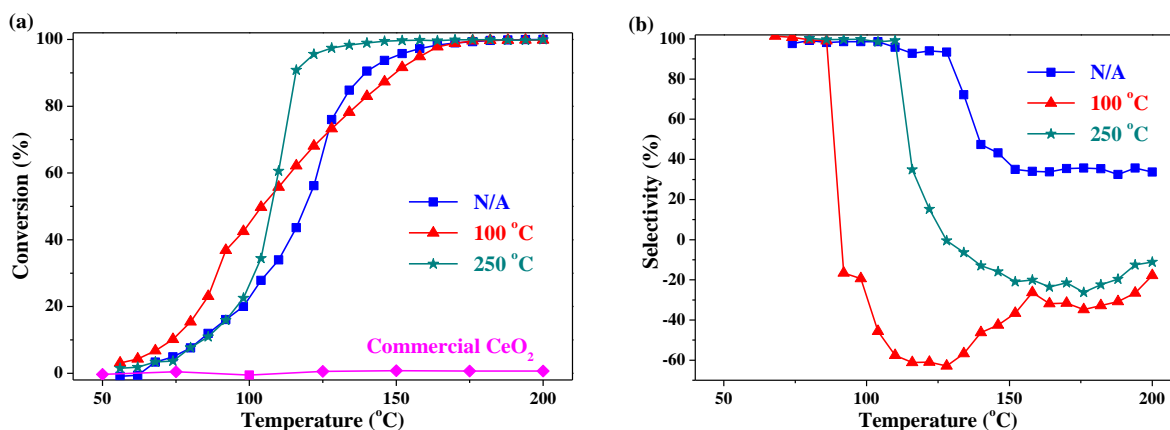 (a)
100
80
60
40
20
0
Conversion (%)
N/A
100 °C
250 °C
Commercial CeO₂
50
100
150
200
Temperature (°C)
(b)
100
80
60
40
20
0
-20
-40
-60
Selectivity (%)
N/A
100 °C
250 °C
50
100
150
200
Temperature (°C)